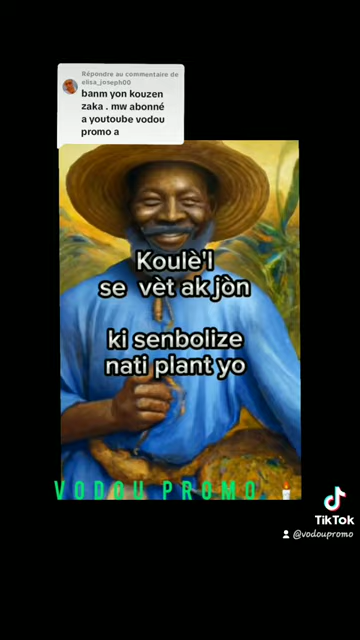 Répondre au commentaire de
elisa_joseph00
banm yon kouzen
zaka . mw abonné
a youtoube vodou
promo a
Koulè'l
se vèt ak jòn
ki senbolize
nati plant yo
VODOU PROMO
TikTok
@vodoupromo